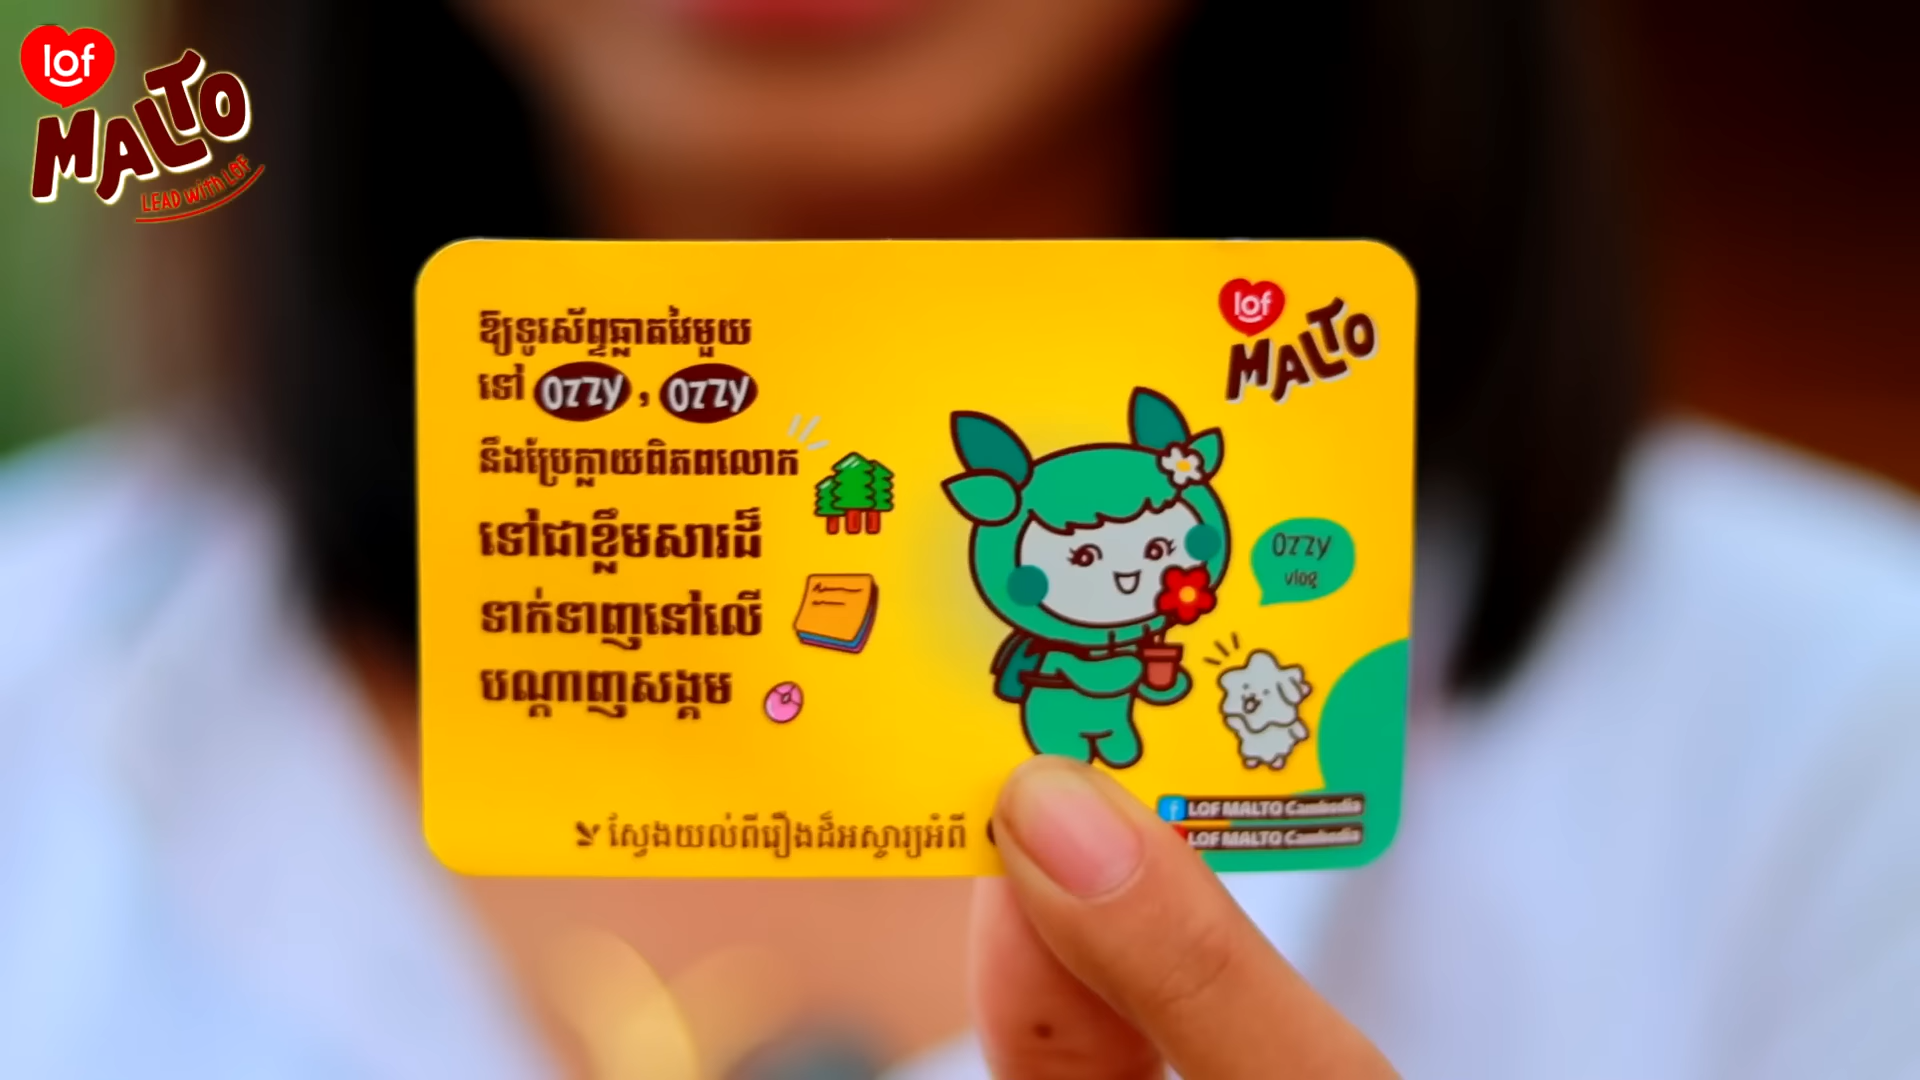 lof
MALTO
LEAD with LOF
ឱ្យទូរស័ព្ទឆ្លាតវៃមួយ
ទៅ OZZY , OZZY
នឹងប្រែក្លាយពិភពលោក
ទៅជាខ្លឹមសារដ៏
ទាក់ទាញនៅលើ
បណ្តាញសង្គម
lof
MALTO
OZZY
vlog
ស្វែងយល់ពីរឿងដ៏អស្ចារ្យអំពី
LOF MALTO Cambodia
LOF MALTO Cambodia